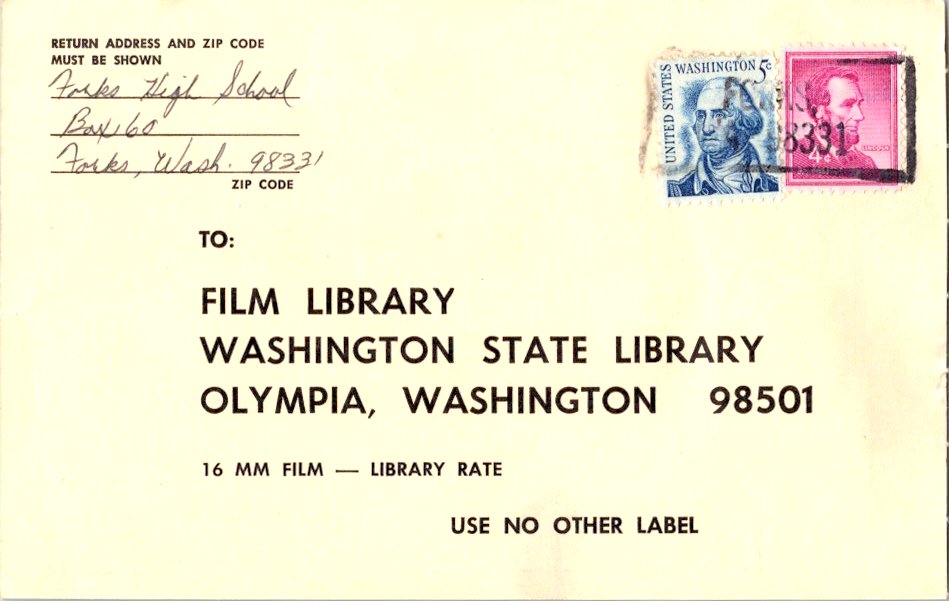 RETURN ADDRESS AND ZIP CODE
MUST BE SHOWN
Forks High School
Box 60
Forks, Wash. 98331
ZIP CODE
UNITED STATES
WASHINGTON 5c
4c
LINCOLN
98331
TO:
FILM LIBRARY
WASHINGTON STATE LIBRARY
OLYMPIA, WASHINGTON 98501
16 MM FILM — LIBRARY RATE
USE NO OTHER LABEL